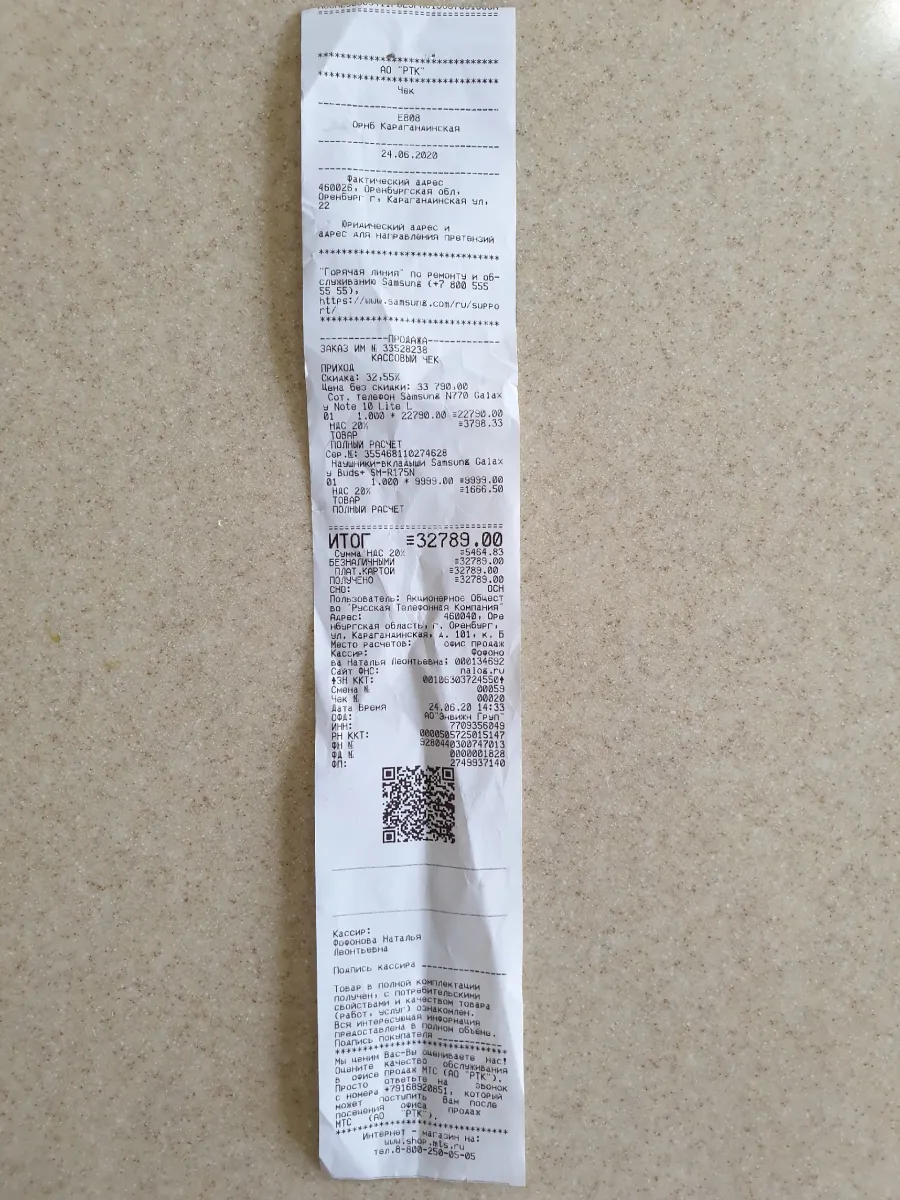 ************************************
АО "РТК"
************************************
Чек
------------------------------------
E808
Орнб Карагандинская
------------------------------------
24.06.2020
------------------------------------
Фактический адрес
460026, Оренбургская обл,
Оренбург г, Карагандинская ул,
22
Юридический адрес и
адрес для направления претензий
************************************
"Горячая линия" по ремонту и об-
служиванию Samsung (+7 800 555
55 55),
https://www.samsung.com/ru/suppo
rt/
************************************
-------------ПРОДАЖА-------------
ЗАКАЗ ИМ № 33528238
КАССОВЫЙ ЧЕК
ПРИХОД
Скидка: 32,55%
Цена без скидки: 33 790,00
Сот. телефон Samsung N770 Galax
y Note 10 Lite L
01 1.000 * 22790.00 =22790.00
НДС 20% =3798.33
ТОВАР
ПОЛНЫЙ РАСЧЕТ
Сер.№: 355468110274628
Наушники-вкладыши Samsung Galax
y Buds+ SM-R175N
01 1.000 * 9999.00 =9999.00
НДС 20% =1666.50
ТОВАР
ПОЛНЫЙ РАСЧЕТ
====================================
ИТОГ =32789.00
Сумма НДС 20% =5464.83
БЕЗНАЛИЧНЫМИ =32789.00
ПЛАТ.КАРТОЙ =32789.00
ПОЛУЧЕНО =32789.00
СНО: ОСН
Пользователь: Акционерное Общест
во "Русская Телефонная Компания"
Адрес: 460040, Оре
нбургская область, г. Оренбург,
ул. Карагандинская, д. 101, к. Б
Место расчетов: офис продаж
Кассир: Фофоно
ва Наталья Леонтьевна; 000134692
Сайт ФНС: nalog.ru
ЗН ККТ: 00106303724550
Смена № 00059
Чек № 00020
Дата Время 24.06.20 14:33
ОФД: АО"Энвижн Груп"
ИНН: 7709356049
РН ККТ: 0000505725015147
ФН № 9280440300747013
ФД № 0000001828
ФП: 2749937140
Кассир:
Фофонова Наталья
Леонтьевна
Подпись кассира --------------
Товар в полной комплектации
получен, с потребительскими
свойствами и качеством товара
(работ, услуг) ознакомлен.
Вся интересующая информация
предоставлена в полном объеме.
Подпись покупателя -----------
************************************
Мы ценим Вас-Вы оцениваете нас!
Оцените качество обслуживания
в офисе продаж МТС (АО "РТК").
Просто ответьте на звонок
с номера +79168920651, который
может поступить Вам после
посещения офиса продаж
МТС (АО "РТК").
************************************
Интернет - магазин на:
www.shop.mts.ru
тел.8-800-250-05-05